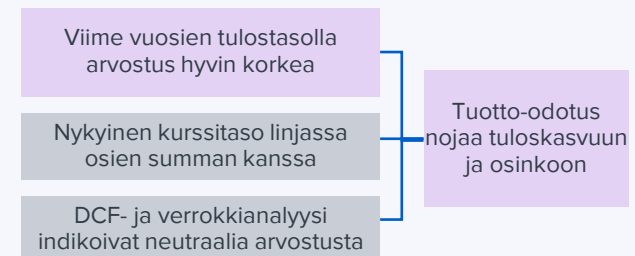 Viime vuosien tulostasolla
arvostus hyvin korkea
Nykyinen kurssitaso linjassa
osien summan kanssa
DCF- ja verrokkianalyysi
indikoivat neutraalia arvostusta
Tuotto-odotus
nojaa tuloskasvuun
ja osinkoon